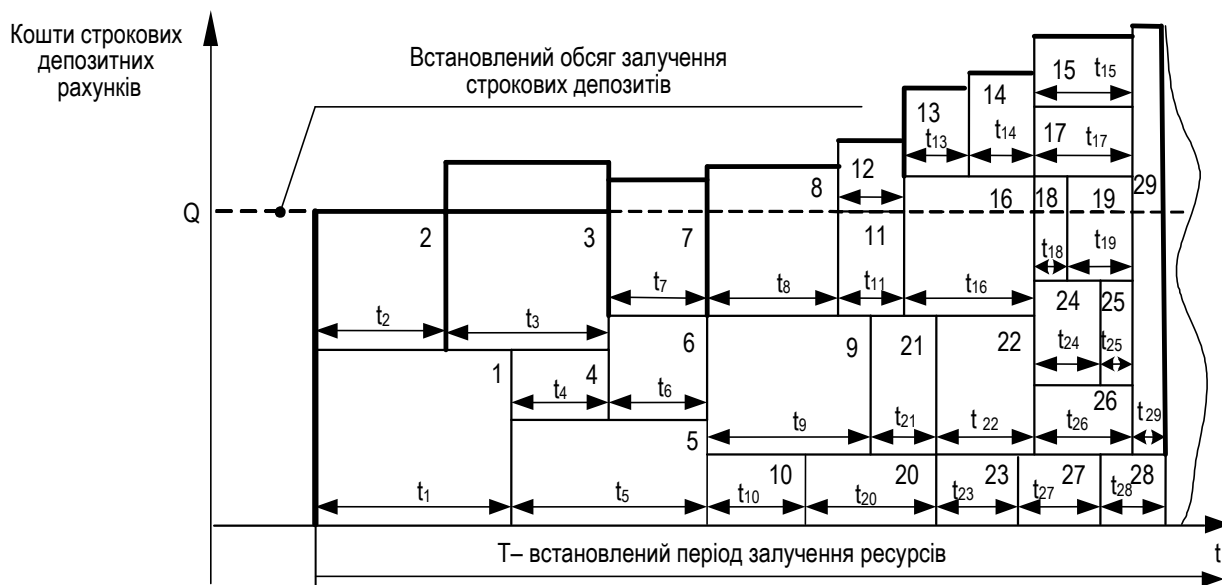 Кошти строкових
депозитних
рахунків
Встановлений обсяг залучення
строкових депозитів
15 t15
14
13
t13 t14
17 t17
12
8
16 18 19 29
Q
2 3 7 11
t18 t19
t7 t8 t11 t16
24 25
t2 t3
6 9 21 22
t24 t25
1 4
t4 t6
26
t9 t21 t 22 t26 t29
5
10 20 23 27 28
t1 t5 t10 t20 t23 t27 t28
T– встановлений період залучення ресурсів t